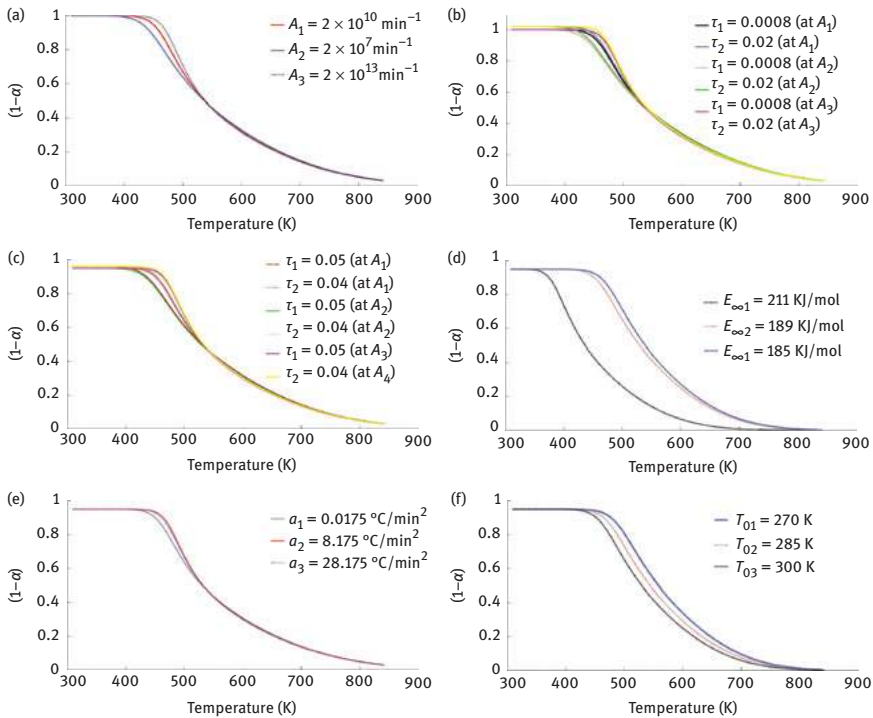 (a)
A1 = 2 × 10^10 min−1
A2 = 2 × 10^7 min−1
A3 = 2 × 10^13 min−1
1
0.8
0.6
0.4
0.2
0
(1–α)
300 400 500 600 700 800 900
Temperature (K)
(b)
τ1 = 0.0008 (at A1)
τ2 = 0.02 (at A1)
τ1 = 0.0008 (at A2)
τ2 = 0.02 (at A2)
τ1 = 0.0008 (at A3)
τ2 = 0.02 (at A3)
1
0.8
0.6
0.4
0.2
0
(1–α)
300 400 500 600 700 800 900
Temperature (K)
(c)
τ1 = 0.05 (at A1)
τ2 = 0.04 (at A1)
τ1 = 0.05 (at A2)
τ2 = 0.04 (at A2)
τ1 = 0.05 (at A3)
τ2 = 0.04 (at A4)
1
0.8
0.6
0.4
0.2
0
(1–α)
300 400 500 600 700 800 900
Temperature (K)
(d)
E∞1 = 211 KJ/mol
E∞2 = 189 KJ/mol
E∞1 = 185 KJ/mol
1
0.8
0.6
0.4
0.2
0
(1–α)
300 400 500 600 700 800 900
Temperature (K)
(e)
a1 = 0.0175 °C/min2
a2 = 8.175 °C/min2
a3 = 28.175 °C/min2
1
0.8
0.6
0.4
0.2
0
(1–α)
300 400 500 600 700 800 900
Temperature (K)
(f)
T01 = 270 K
T02 = 285 K
T03 = 300 K
1
0.8
0.6
0.4
0.2
0
(1–α)
300 400 500 600 700 800 900
Temperature (K)